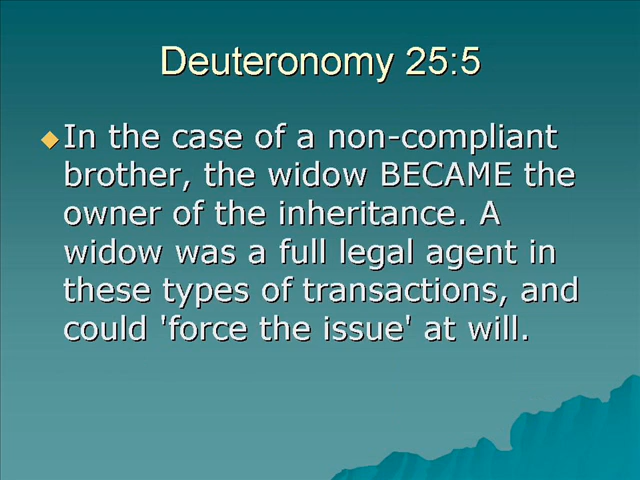 Deuteronomy 25:5
In the case of a non-compliant
brother, the widow BECAME the
owner of the inheritance. A
widow was a full legal agent in
these types of transactions, and
could 'force the issue' at will.